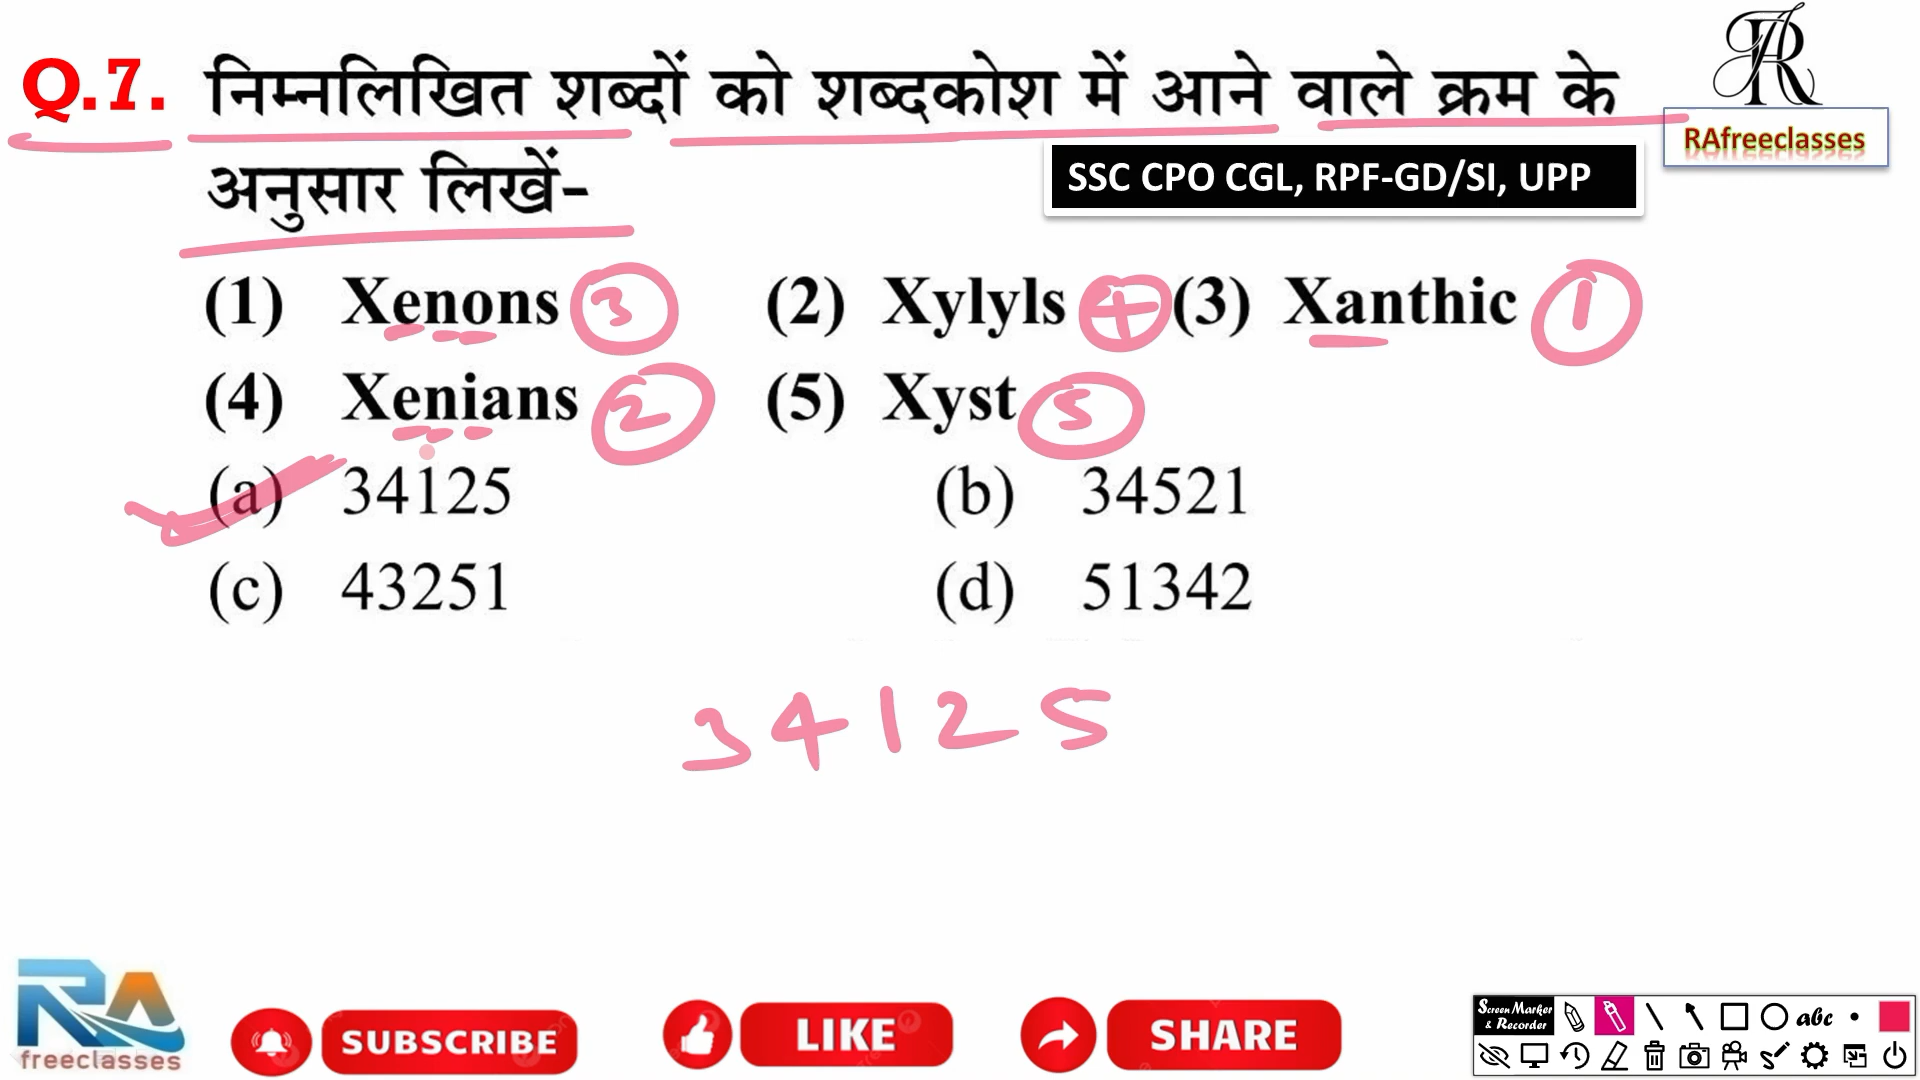 Q.7. निम्नलिखित शब्दों को शब्दकोश में आने वाले क्रम के
RAfreeclasses
अनुसार लिखें-
SSC CPO CGL, RPF-GD/SI, UPP
(1) Xenons 3 (2) Xylyls 4 (3) Xanthic 1
(4) Xenians 2 (5) Xyst 5
(a) 34125 (b) 34521
(c) 43251 (d) 51342
34125
RA
freeclasses
SUBSCRIBE LIKE SHARE
Screen Marker
& Recorder
abc